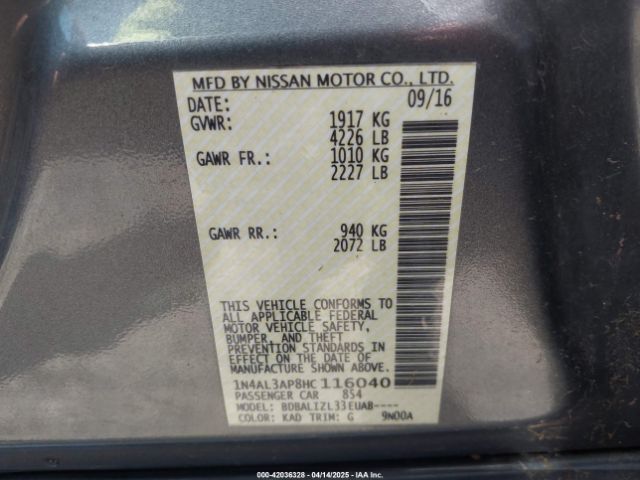 MFD BY NISSAN MOTOR CO., LTD.
DATE: 09/16
GVWR: 1917 KG
4226 LB
GAWR FR.: 1010 KG
2227 LB
GAWR RR.: 940 KG
2072 LB
THIS VEHICLE CONFORMS TO
ALL APPLICABLE FEDERAL
MOTOR VEHICLE SAFETY,
BUMPER, AND THEFT
PREVENTION STANDARDS IN
EFFECT ON THE DATE OF
MANUFACTURE SHOWN ABOVE.
1N4AL3AP8HC116040
PASSENGER CAR 854
MODEL: BDBALIZL33EUAB----
COLOR: KAD TRIM: G 9N00A
000-42036328 - 04/14/2025 - IAAI.COM